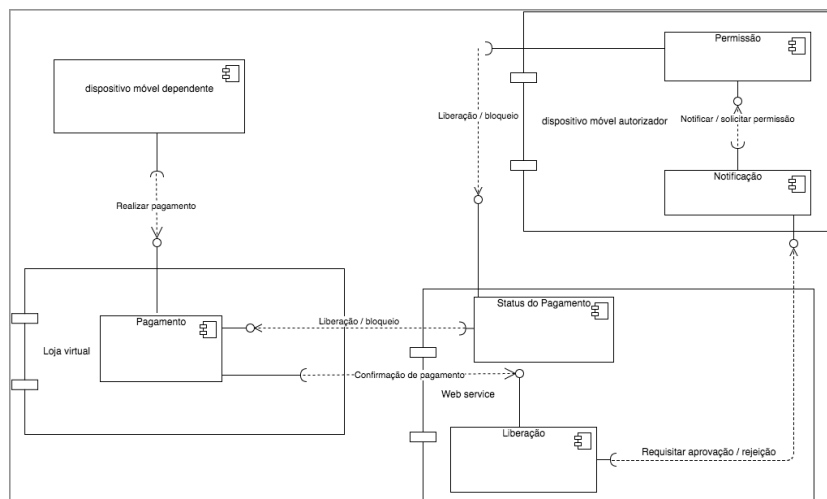 Permissão
dispositivo móvel dependente
Liberação / bloqueio
dispositivo móvel autorizador
Notificar / solicitar permissão
Notificação
Realizar pagamento
Status do Pagamento
Pagamento
Liberação / bloqueio
Loja virtual
Confirmação de pagamento
Web service
Liberação
Requisitar aprovação / rejeição